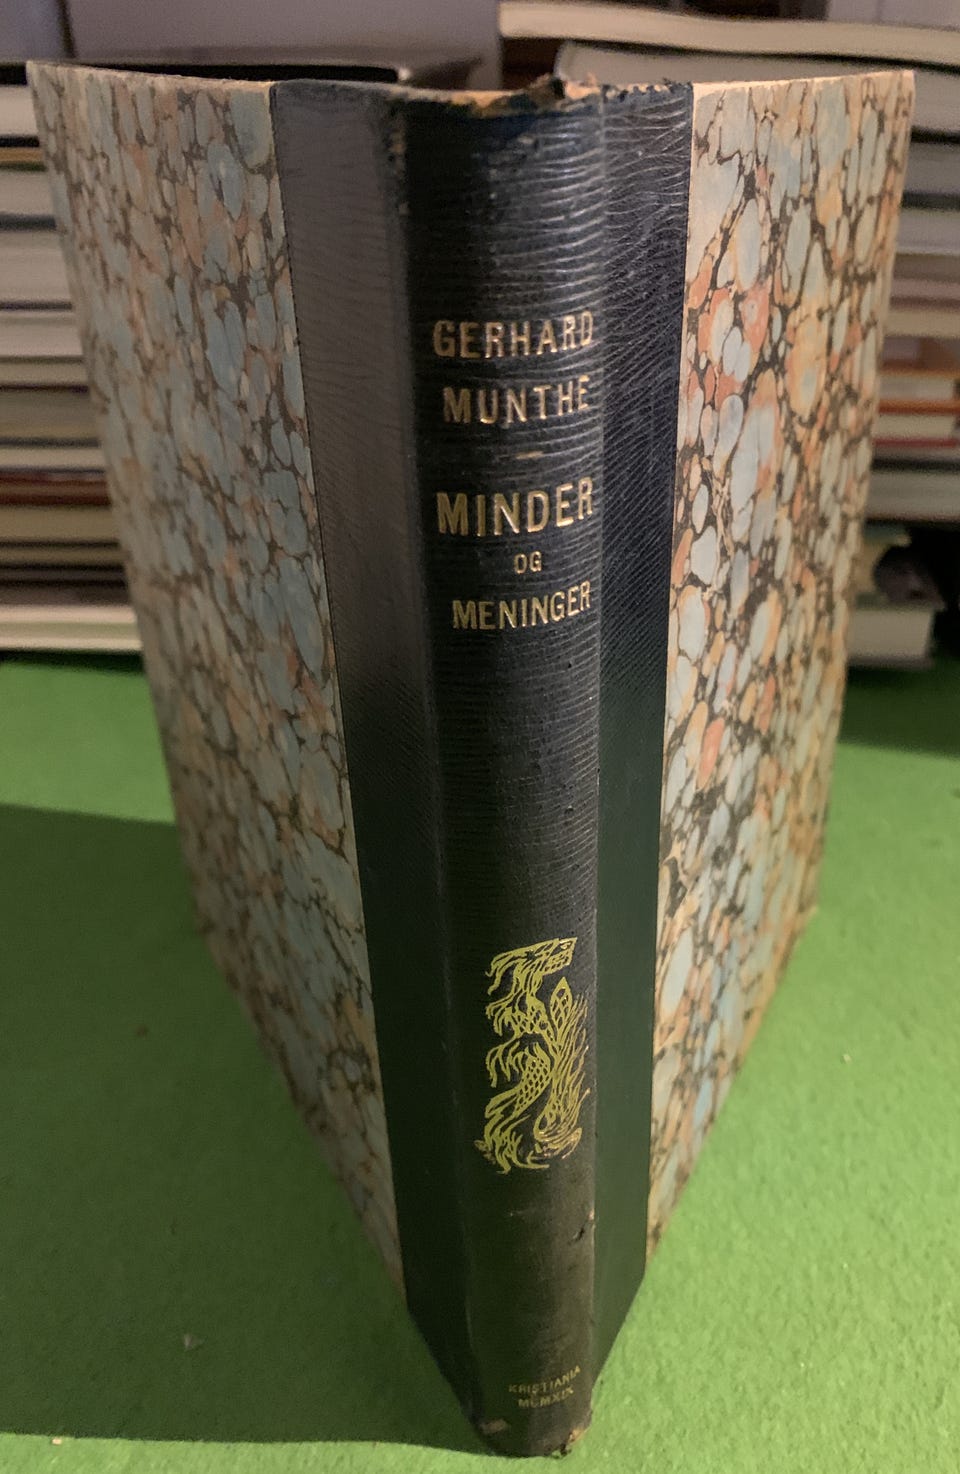 GERHARD
MUNTHE
—
MINDER
OG
MENINGER
KRISTIANIA
MCMXIX